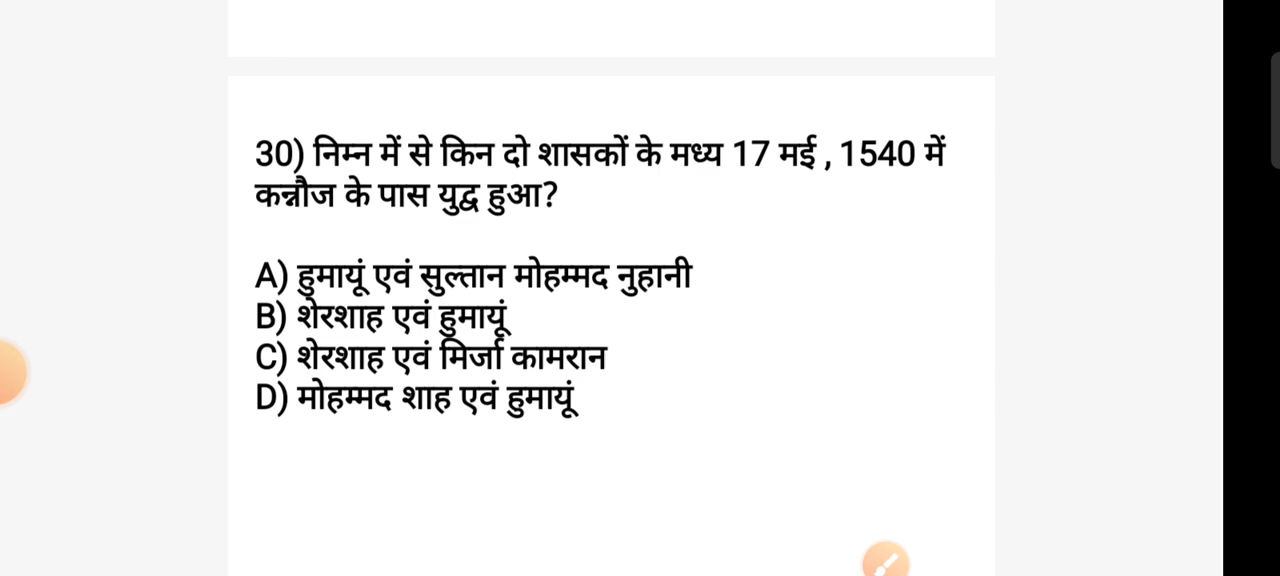 30) निम्न में से किन दो शासकों के मध्य 17 मई , 1540 में
कन्नौज के पास युद्ध हुआ?
A) हुमायूं एवं सुल्तान मोहम्मद नुहानी
B) शेरशाह एवं हुमायूं
C) शेरशाह एवं मिर्जा कामरान
D) मोहम्मद शाह एवं हुमायूं